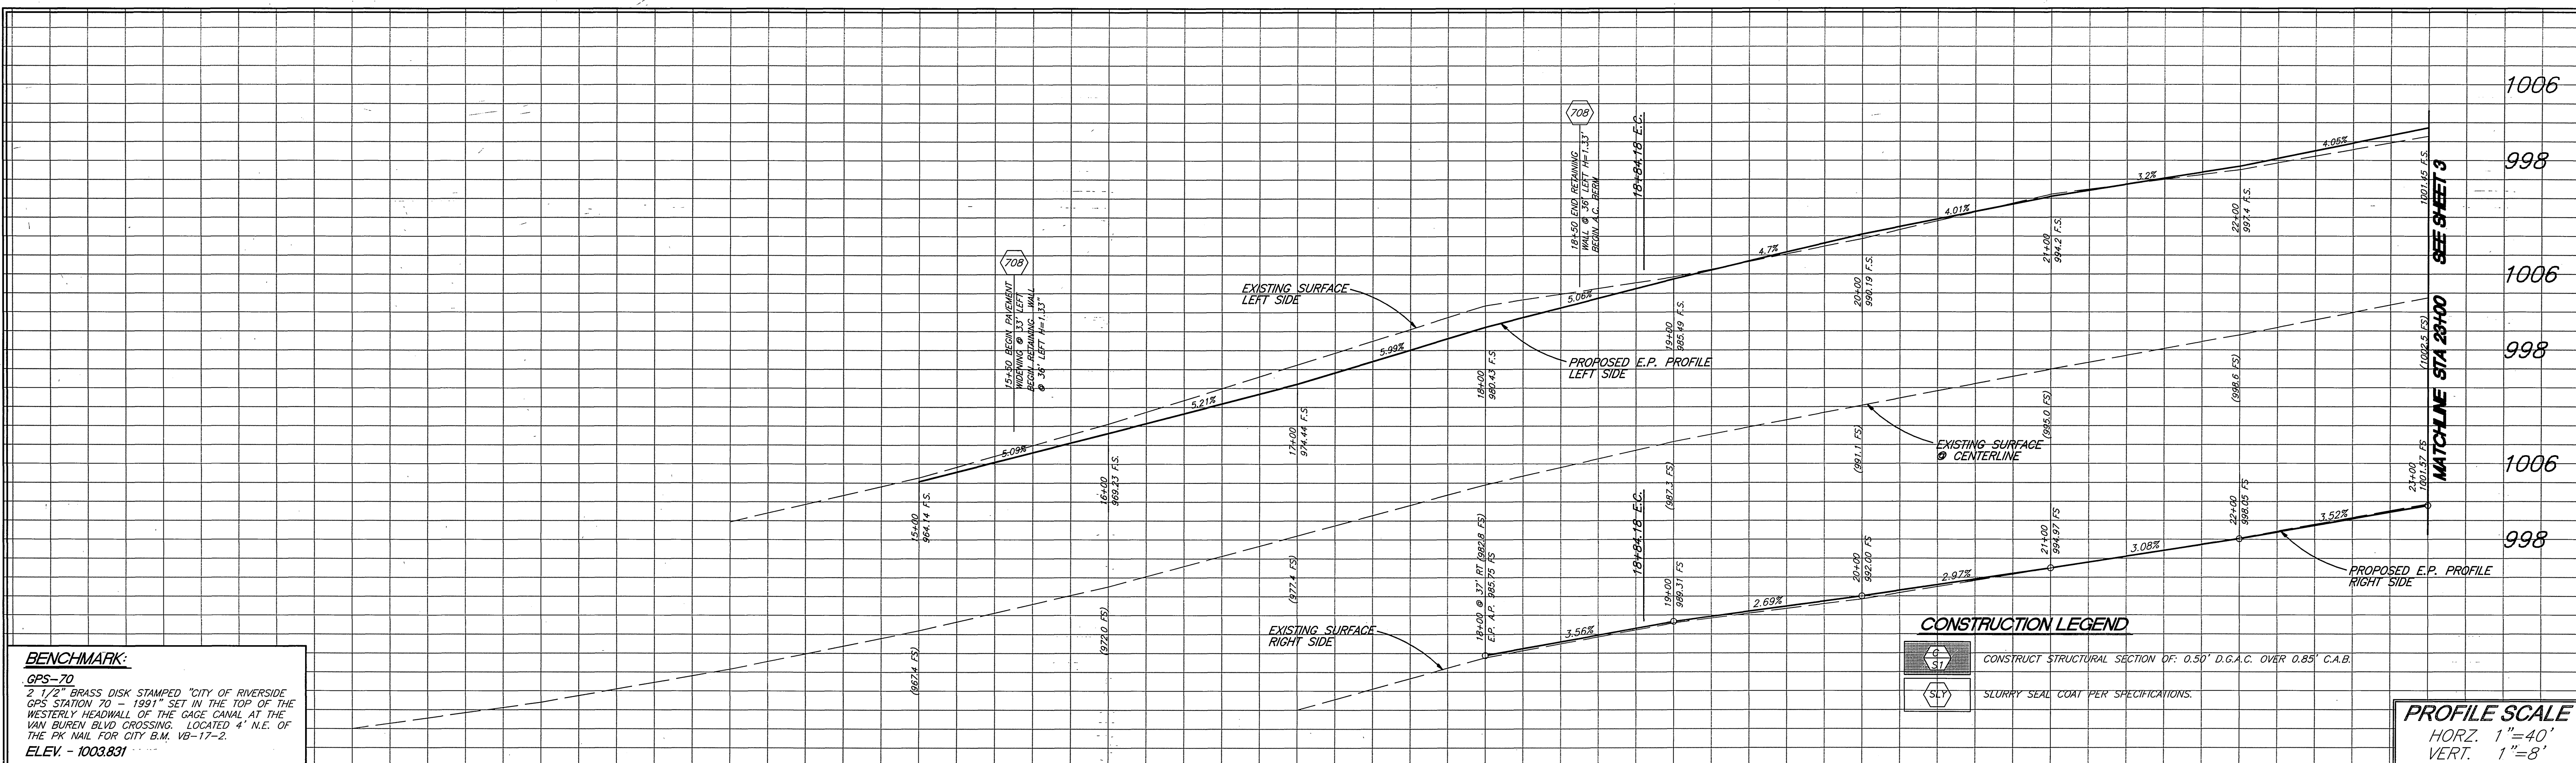 1006
998
1006
998
1006
998
708
15+50 BEGIN PAVEMENT
WIDENING @ 33' LEFT
BEGIN RETAINING WALL
@ 36' LEFT H=1.33"
708
18+50 END RETAINING
WALL @ 36' LEFT H=1.33'
BEGIN A.C. BERM
18+84.18 E.C.
EXISTING SURFACE
LEFT SIDE
PROPOSED E.P. PROFILE
LEFT SIDE
5.09%
5.21%
5.99%
5.06%
4.7%
4.01%
3.2%
4.05%
15+00
964.14 F.S.
16+00
969.23 F.S.
17+00
974.44 F.S.
18+00
980.43 F.S.
19+00
985.49 F.S.
20+00
990.19 F.S.
21+00
994.2 F.S.
22+00
997.4 F.S.
1001.45 F.S.
MATCHLINE STA 23+00 SEE SHEET 3
EXISTING SURFACE
@ CENTERLINE
(967.4 FS)
(972.0 FS)
(977.4 FS)
(982.8 FS)
(987.3 FS)
(991.1 FS)
(995.0 FS)
(998.6 FS)
(1002.5 FS)
18+84.18 E.C.
EXISTING SURFACE
RIGHT SIDE
PROPOSED E.P. PROFILE
RIGHT SIDE
3.56%
2.69%
2.97%
3.08%
3.52%
18+00 @ 37' RT
E.P. A.P. 985.75 FS
19+00
989.31 FS
20+00
992.00 FS
21+00
994.97 FS
22+00
998.05 FS
23+00
1001.57 FS
BENCHMARK:
GPS-70
2 1/2" BRASS DISK STAMPED "CITY OF RIVERSIDE
GPS STATION 70 - 1991" SET IN THE TOP OF THE
WESTERLY HEADWALL OF THE GAGE CANAL AT THE
VAN BUREN BLVD CROSSING. LOCATED 4' N.E. OF
THE PK NAIL FOR CITY B.M. VB-17-2.
ELEV. - 1003.831
CONSTRUCTION LEGEND
C
S1
CONSTRUCT STRUCTURAL SECTION OF: 0.50' D.G.A.C. OVER 0.85' C.A.B.
SLY
SLURRY SEAL COAT PER SPECIFICATIONS.
PROFILE SCALE
HORZ. 1"=40'
VERT. 1"=8'